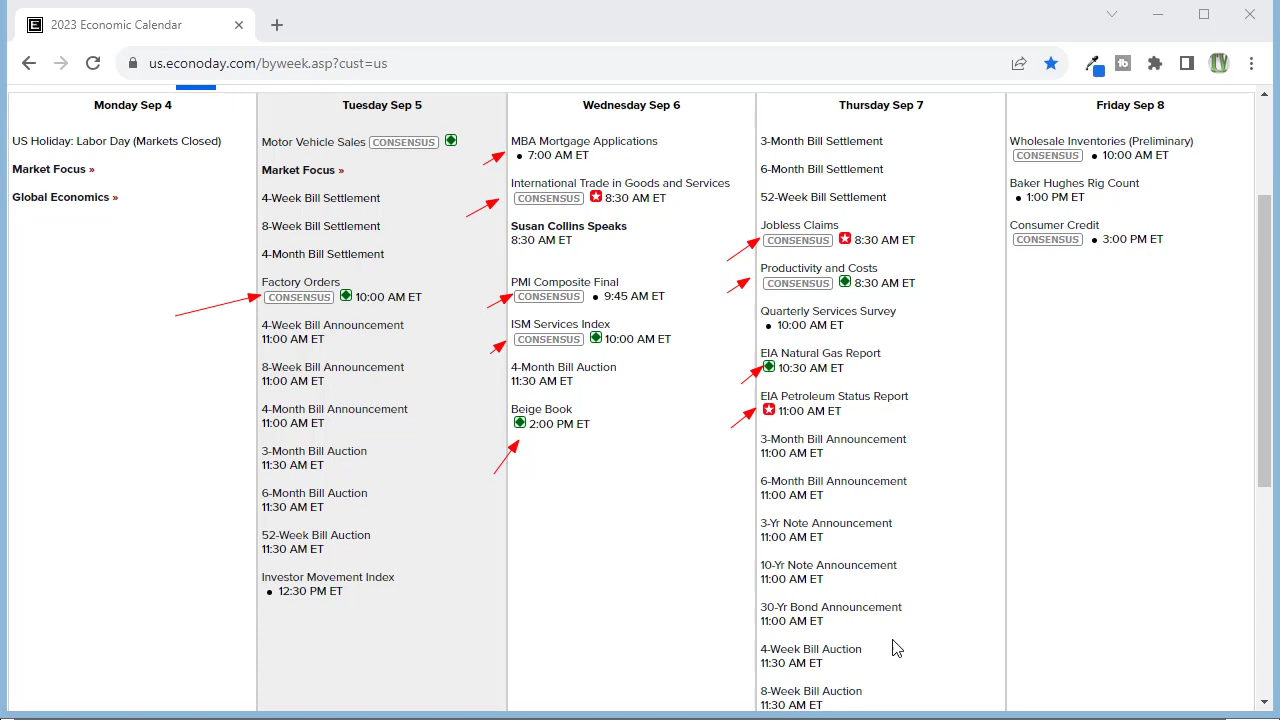 2023 Economic Calendar
us.econoday.com/byweek.asp?cust=us
Monday Sep 4
US Holiday: Labor Day (Markets Closed)
Market Focus »
Global Economics »
Tuesday Sep 5
Motor Vehicle Sales CONSENSUS
Market Focus »
4-Week Bill Settlement
8-Week Bill Settlement
4-Month Bill Settlement
Factory Orders
CONSENSUS 10:00 AM ET
4-Week Bill Announcement
11:00 AM ET
8-Week Bill Announcement
11:00 AM ET
4-Month Bill Announcement
11:00 AM ET
3-Month Bill Auction
11:30 AM ET
6-Month Bill Auction
11:30 AM ET
52-Week Bill Auction
11:30 AM ET
Investor Movement Index
• 12:30 PM ET
Wednesday Sep 6
MBA Mortgage Applications
• 7:00 AM ET
International Trade in Goods and Services
CONSENSUS 8:30 AM ET
Susan Collins Speaks
8:30 AM ET
PMI Composite Final
CONSENSUS • 9:45 AM ET
ISM Services Index
CONSENSUS 10:00 AM ET
4-Month Bill Auction
11:30 AM ET
Beige Book
2:00 PM ET
Thursday Sep 7
3-Month Bill Settlement
6-Month Bill Settlement
52-Week Bill Settlement
Jobless Claims
CONSENSUS 8:30 AM ET
Productivity and Costs
CONSENSUS 8:30 AM ET
Quarterly Services Survey
• 10:00 AM ET
EIA Natural Gas Report
10:30 AM ET
EIA Petroleum Status Report
11:00 AM ET
3-Month Bill Announcement
11:00 AM ET
6-Month Bill Announcement
11:00 AM ET
3-Yr Note Announcement
11:00 AM ET
10-Yr Note Announcement
11:00 AM ET
30-Yr Bond Announcement
11:00 AM ET
4-Week Bill Auction
11:30 AM ET
8-Week Bill Auction
11:30 AM ET
Friday Sep 8
Wholesale Inventories (Preliminary)
CONSENSUS • 10:00 AM ET
Baker Hughes Rig Count
• 1:00 PM ET
Consumer Credit
CONSENSUS • 3:00 PM ET